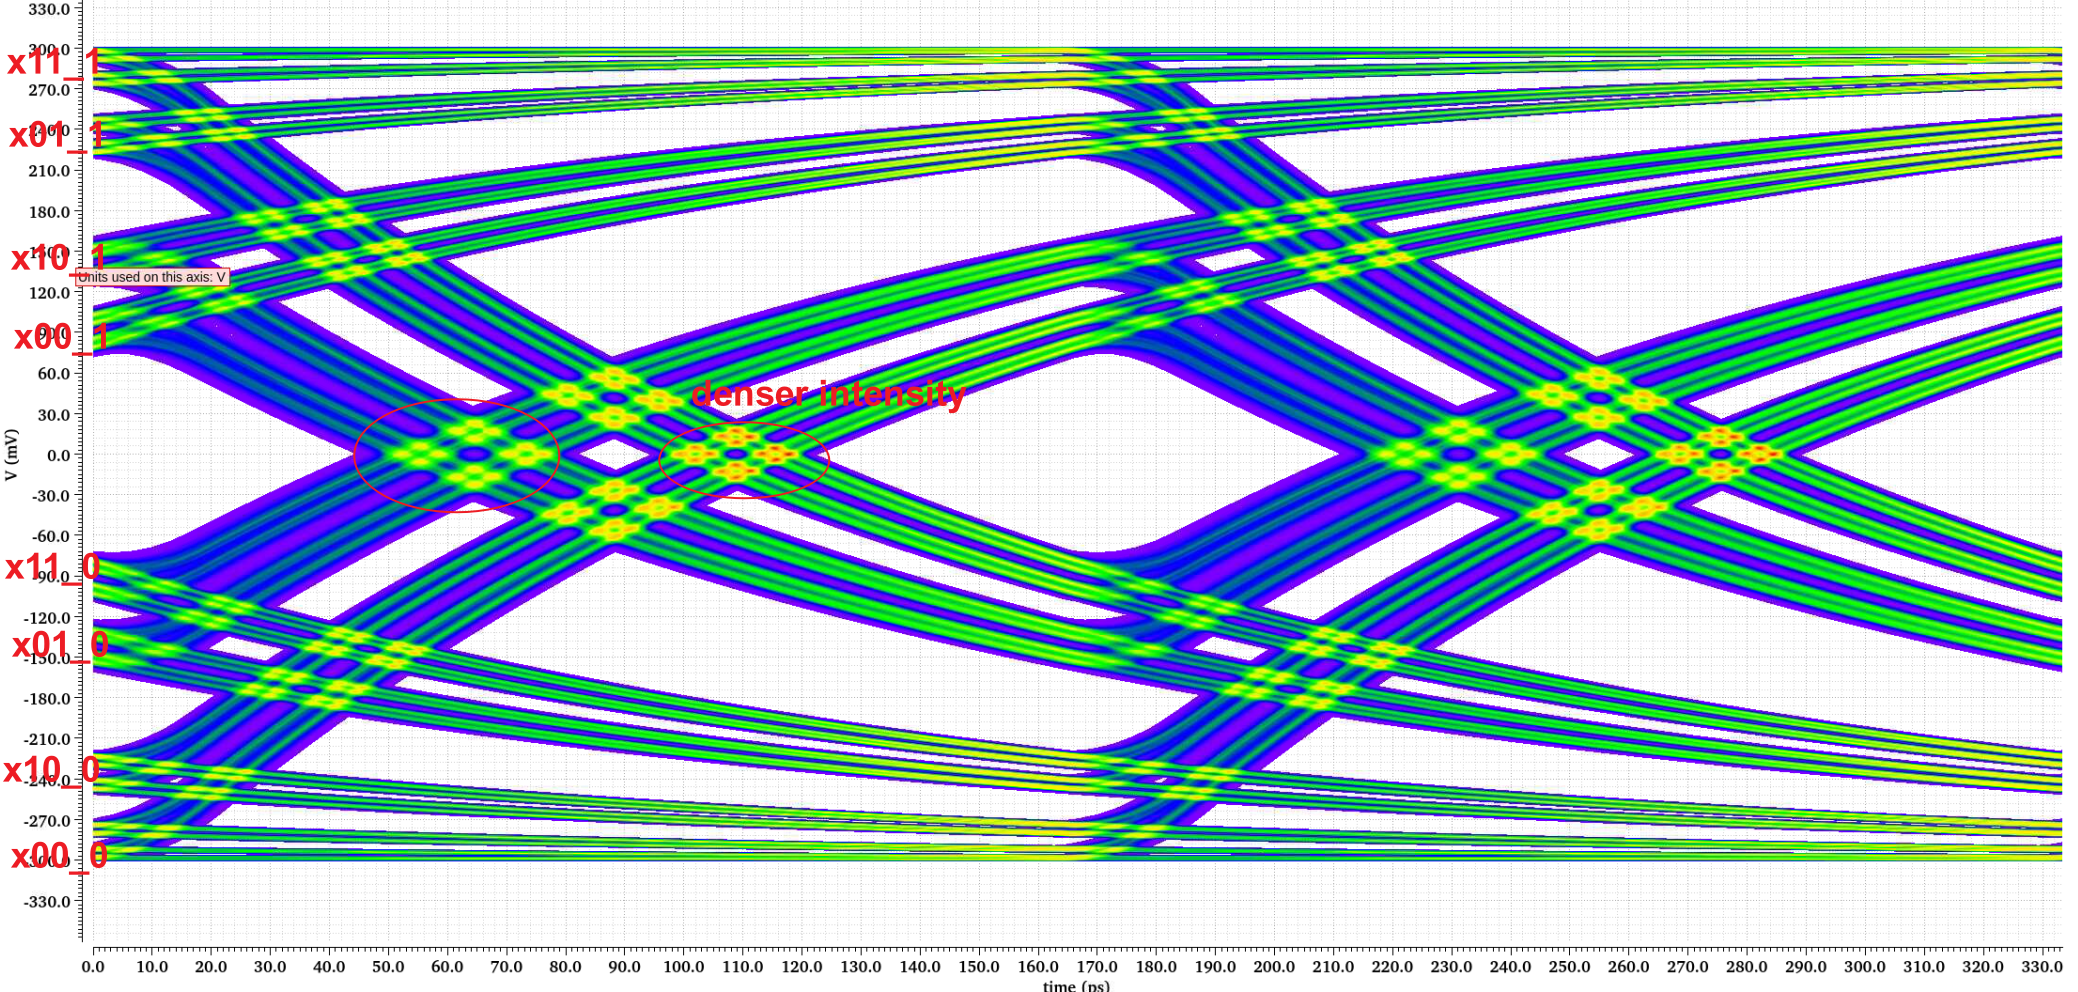 330.0
300.0
x11_1
270.0
240.0
x01_1
210.0
180.0
150.0
x10_1
Units used on this axis: V
120.0
90.0
x00_1
60.0
denser intensity
30.0
V (mV)
0.0
-30.0
-60.0
x11_0
-90.0
-120.0
x01_0
-150.0
-180.0
-210.0
x10_0
-240.0
-270.0
x00_0
-300.0
-330.0
0.0 10.0 20.0 30.0 40.0 50.0 60.0 70.0 80.0 90.0 100.0 110.0 120.0 130.0 140.0 150.0 160.0 170.0 180.0 190.0 200.0 210.0 220.0 230.0 240.0 250.0 260.0 270.0 280.0 290.0 300.0 310.0 320.0 330.0
time (ps)